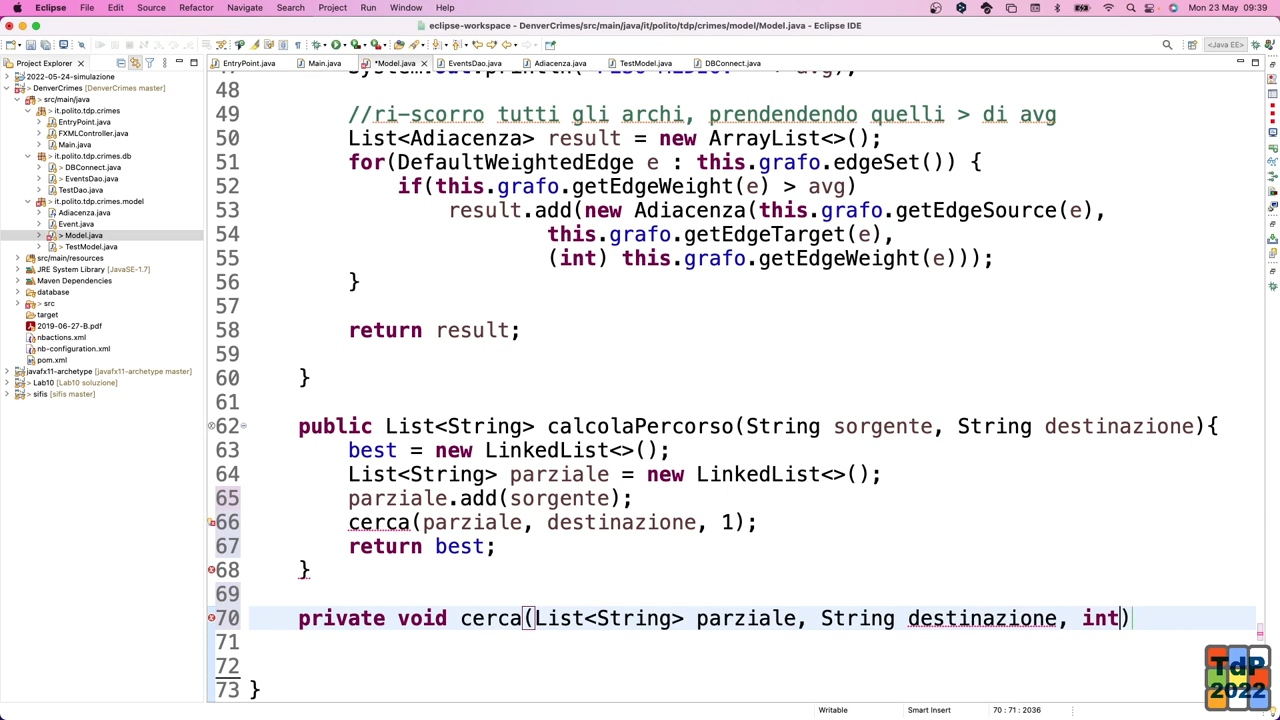 Eclipse File Edit Source Refactor Navigate Search Project Run Window Help Mon 23 May 09:39
eclipse-workspace - DenverCrimes/src/main/java/it/polito/tdp/crimes/model/Model.java - Eclipse IDE
<Java EE>
Project Explorer
EntryPoint.java Main.java *Model.java EventsDao.java Adiacenza.java TestModel.java DBConnect.java
2022-05-24-simulazione
> DenverCrimes [DenverCrimes master]
> src/main/java
> it.polito.tdp.crimes
> EntryPoint.java
> FXMLController.java
Main.java
> it.polito.tdp.crimes.db
> DBConnect.java
> EventsDao.java
TestDao.java
> it.polito.tdp.crimes.model
Adiacenza.java
Event.java
> Model.java
> TestModel.java
src/main/resources
JRE System Library [JavaSE-1.7]
Maven Dependencies
database
> src
target
2019-06-27-B.pdf
nbactions.xml
nb-configuration.xml
pom.xml
javafx11-archetype [javafx11-archetype master]
> Lab10 [Lab10 soluzione]
> sifis [sifis master]
48
49 //ri-scorro tutti gli archi, prendendendo quelli > di avg
50 List<Adiacenza> result = new ArrayList<>();
51 for(DefaultWeightedEdge e : this.grafo.edgeSet()) {
52 if(this.grafo.getEdgeWeight(e) > avg)
53 result.add(new Adiacenza(this.grafo.getEdgeSource(e),
54 this.grafo.getEdgeTarget(e),
55 (int) this.grafo.getEdgeWeight(e)));
56 }
57
58 return result;
59
60 }
61
62 public List<String> calcolaPercorso(String sorgente, String destinazione){
63 best = new LinkedList<>();
64 List<String> parziale = new LinkedList<>();
65 parziale.add(sorgente);
66 cerca(parziale, destinazione, 1);
67 return best;
68 }
69
70 private void cerca(List<String> parziale, String destinazione, int)
71
72
73 }
Writable Smart Insert 70 : 71 : 2036
TdP
2022